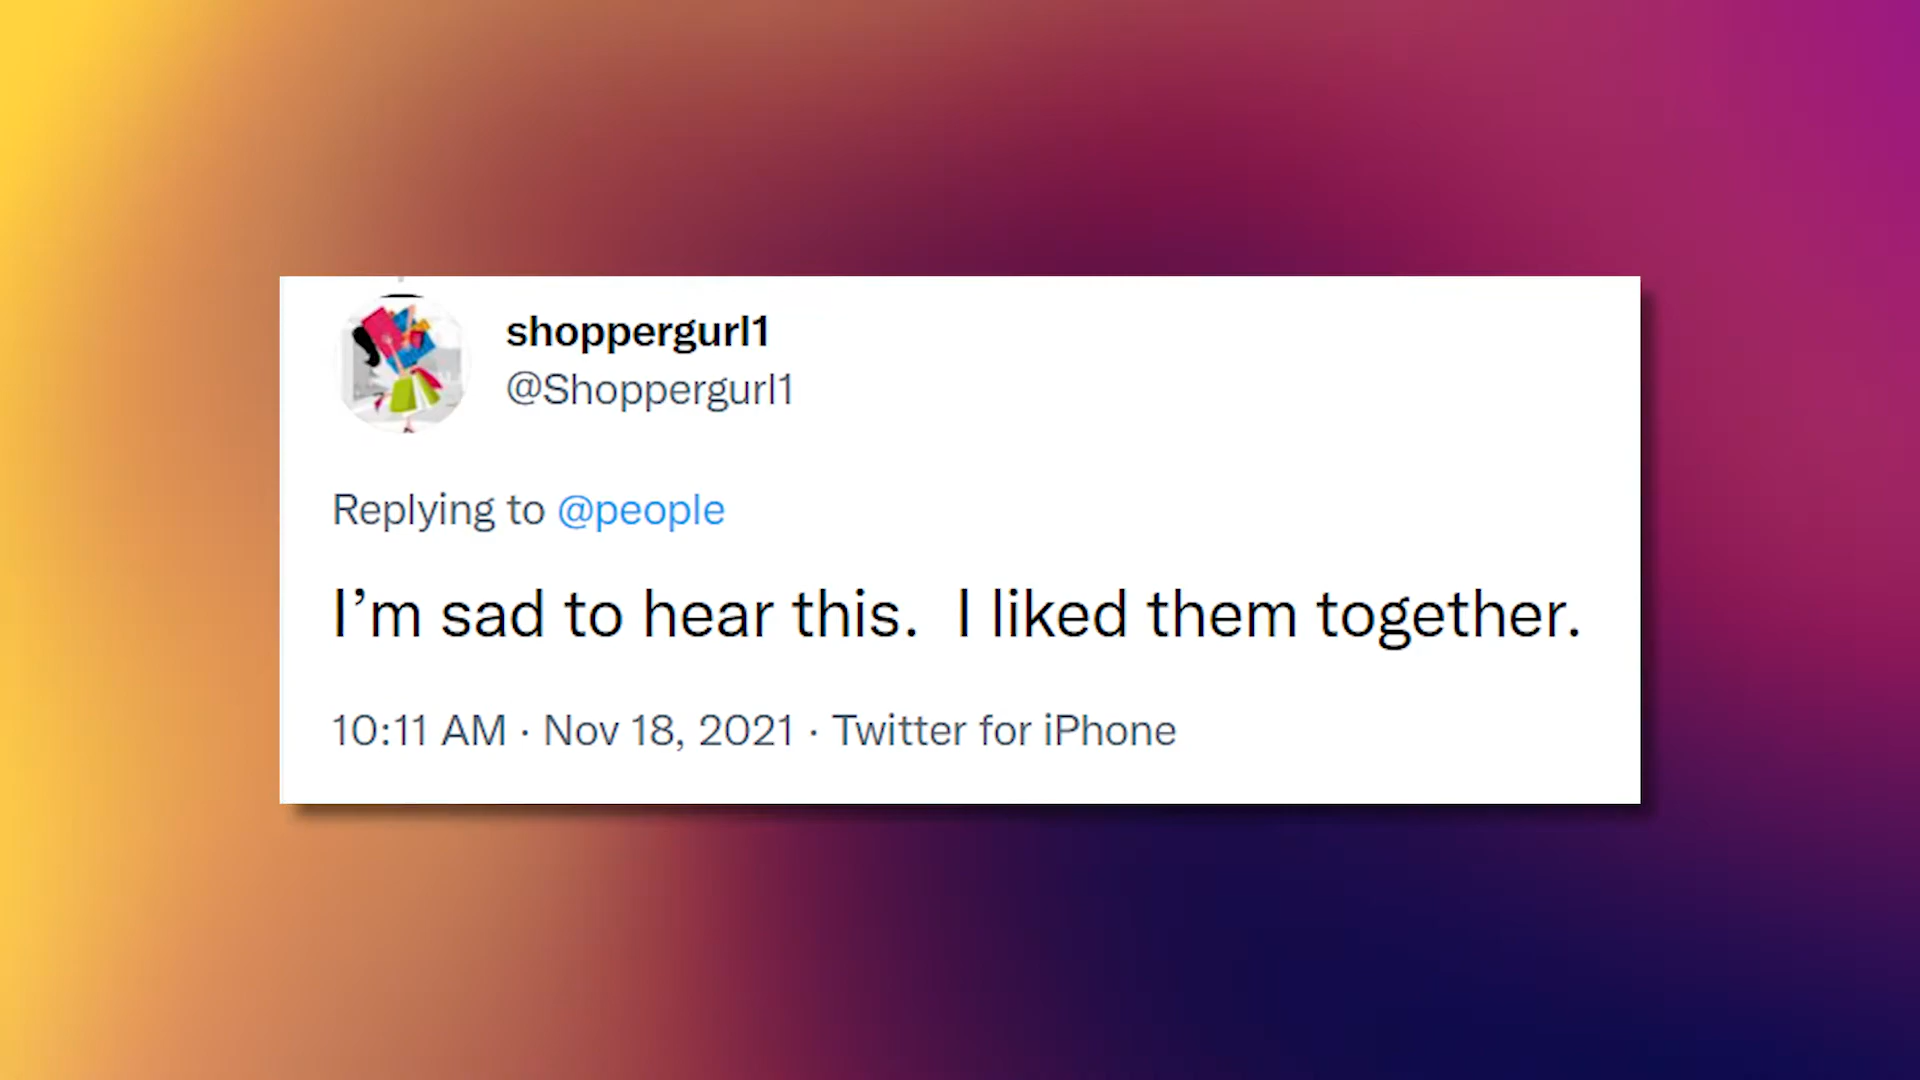 shoppergurl1
@Shoppergurl1
Replying to @people
I’m sad to hear this.  I liked them together.
10:11 AM · Nov 18, 2021 · Twitter for iPhone